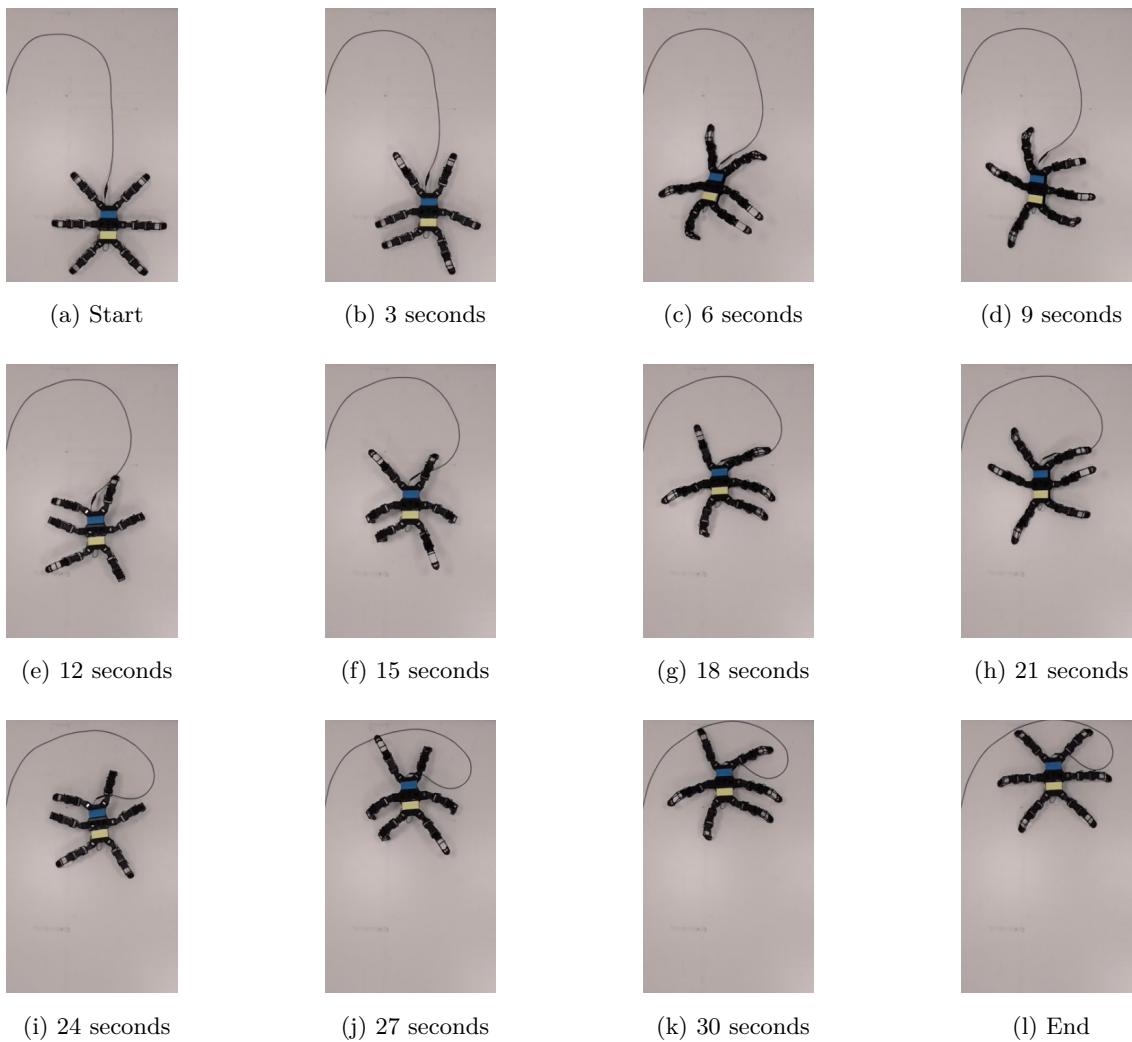 (a) Start
(b) 3 seconds
(c) 6 seconds
(d) 9 seconds
(e) 12 seconds
(f) 15 seconds
(g) 18 seconds
(h) 21 seconds
(i) 24 seconds
(j) 27 seconds
(k) 30 seconds
(l) End